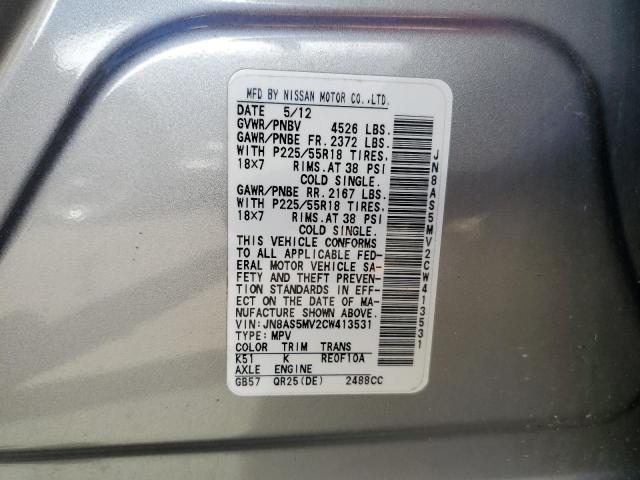 MFD BY NISSAN MOTOR CO.,LTD.
DATE 5/12
GVWR/PNBV 4526 LBS.
GAWR/PNBE FR. 2372 LBS.
WITH P225/55R18 TIRES,
18X7 RIMS.AT 38 PSI
COLD SINGLE.
GAWR/PNBE RR. 2167 LBS.
WITH P225/55R18 TIRES,
18X7 RIMS.AT 38 PSI
COLD SINGLE.
THIS VEHICLE CONFORMS
TO ALL APPLICABLE FED-
ERAL MOTOR VEHICLE SA-
FETY AND THEFT PREVEN-
TION STANDARDS IN EFF-
ECT ON THE DATE OF MA-
NUFACTURE SHOWN ABOVE.
VIN:JN8AS5MV2CW413531
TYPE:MPV
COLOR TRIM TRANS
K51 K RE0F10A
AXLE ENGINE
GB57 QR25(DE) 2488CC
JN8AS5MV2CW413531